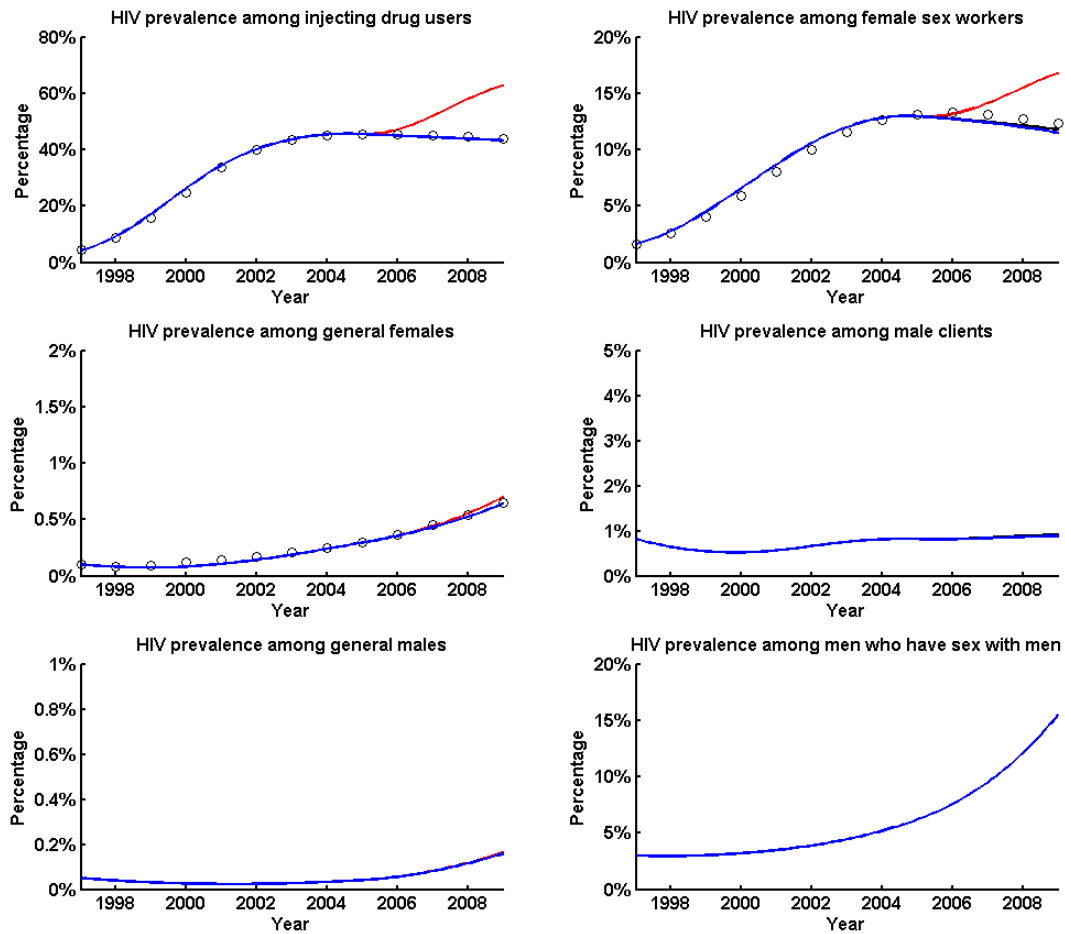 HIV prevalence among injecting drug users
80%
60%
40%
20%
0%
Percentage
1998 2000 2002 2004 2006 2008
Year
HIV prevalence among female sex workers
20%
15%
10%
5%
0%
Percentage
1998 2000 2002 2004 2006 2008
Year
HIV prevalence among general females
2%
1.5%
1%
0.5%
0%
Percentage
1998 2000 2002 2004 2006 2008
Year
HIV prevalence among male clients
5%
4%
3%
2%
1%
0%
Percentage
1998 2000 2002 2004 2006 2008
Year
HIV prevalence among general males
1%
0.8%
0.6%
0.4%
0.2%
0%
Percentage
1998 2000 2002 2004 2006 2008
Year
HIV prevalence among men who have sex with men
20%
15%
10%
5%
0%
Percentage
1998 2000 2002 2004 2006 2008
Year